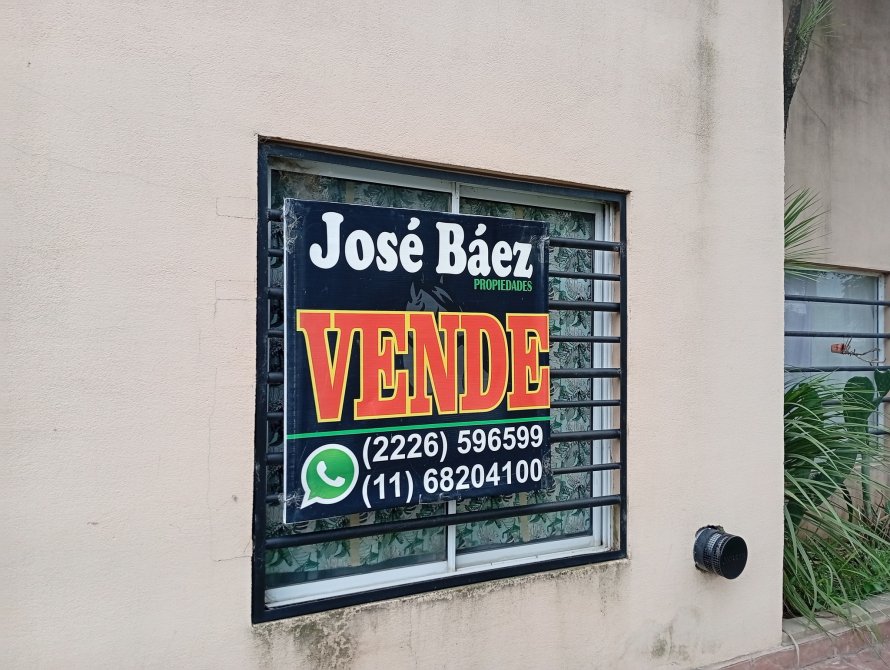 José Báez
PROPIEDADES
VENDE
(2226) 596599
(11) 68204100